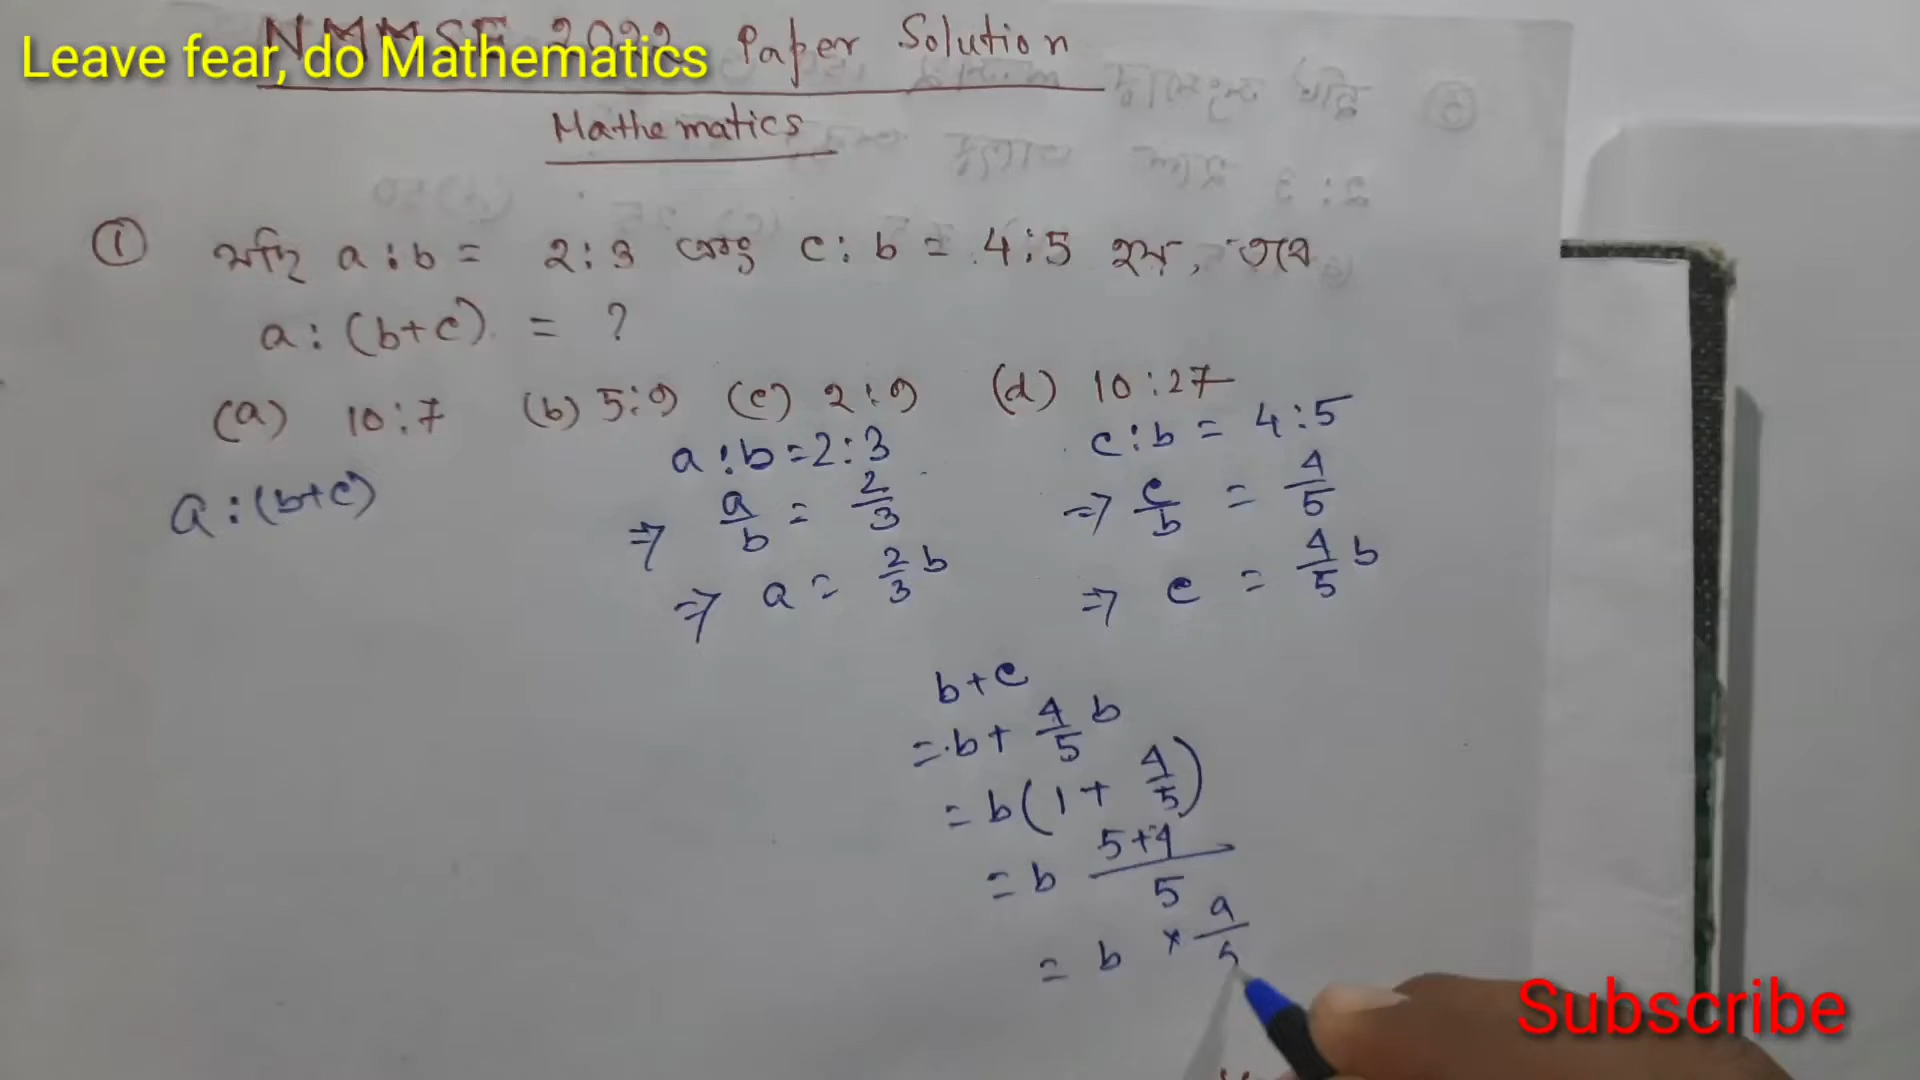 NMMSE 2022 Paper Solution
Leave fear, do Mathematics
Mathematics
① যদি a:b = 2:3 এবং c:b = 4:5 হয়, তবে
a:(b+c) = ?
(a) 10:7 (b) 5:9 (c) 2:9 (d) 10:27
a:b=2:3
c:b = 4:5
a:(b+c)
⇒ a/b = 2/3
⇒ c/b = 4/5
⇒ a = 2/3 b
⇒ c = 4/5 b
b+c
=b+ 4/5 b
= b(1+ 4/5)
= b 5+4/5
= b × 9/5
Subscribe